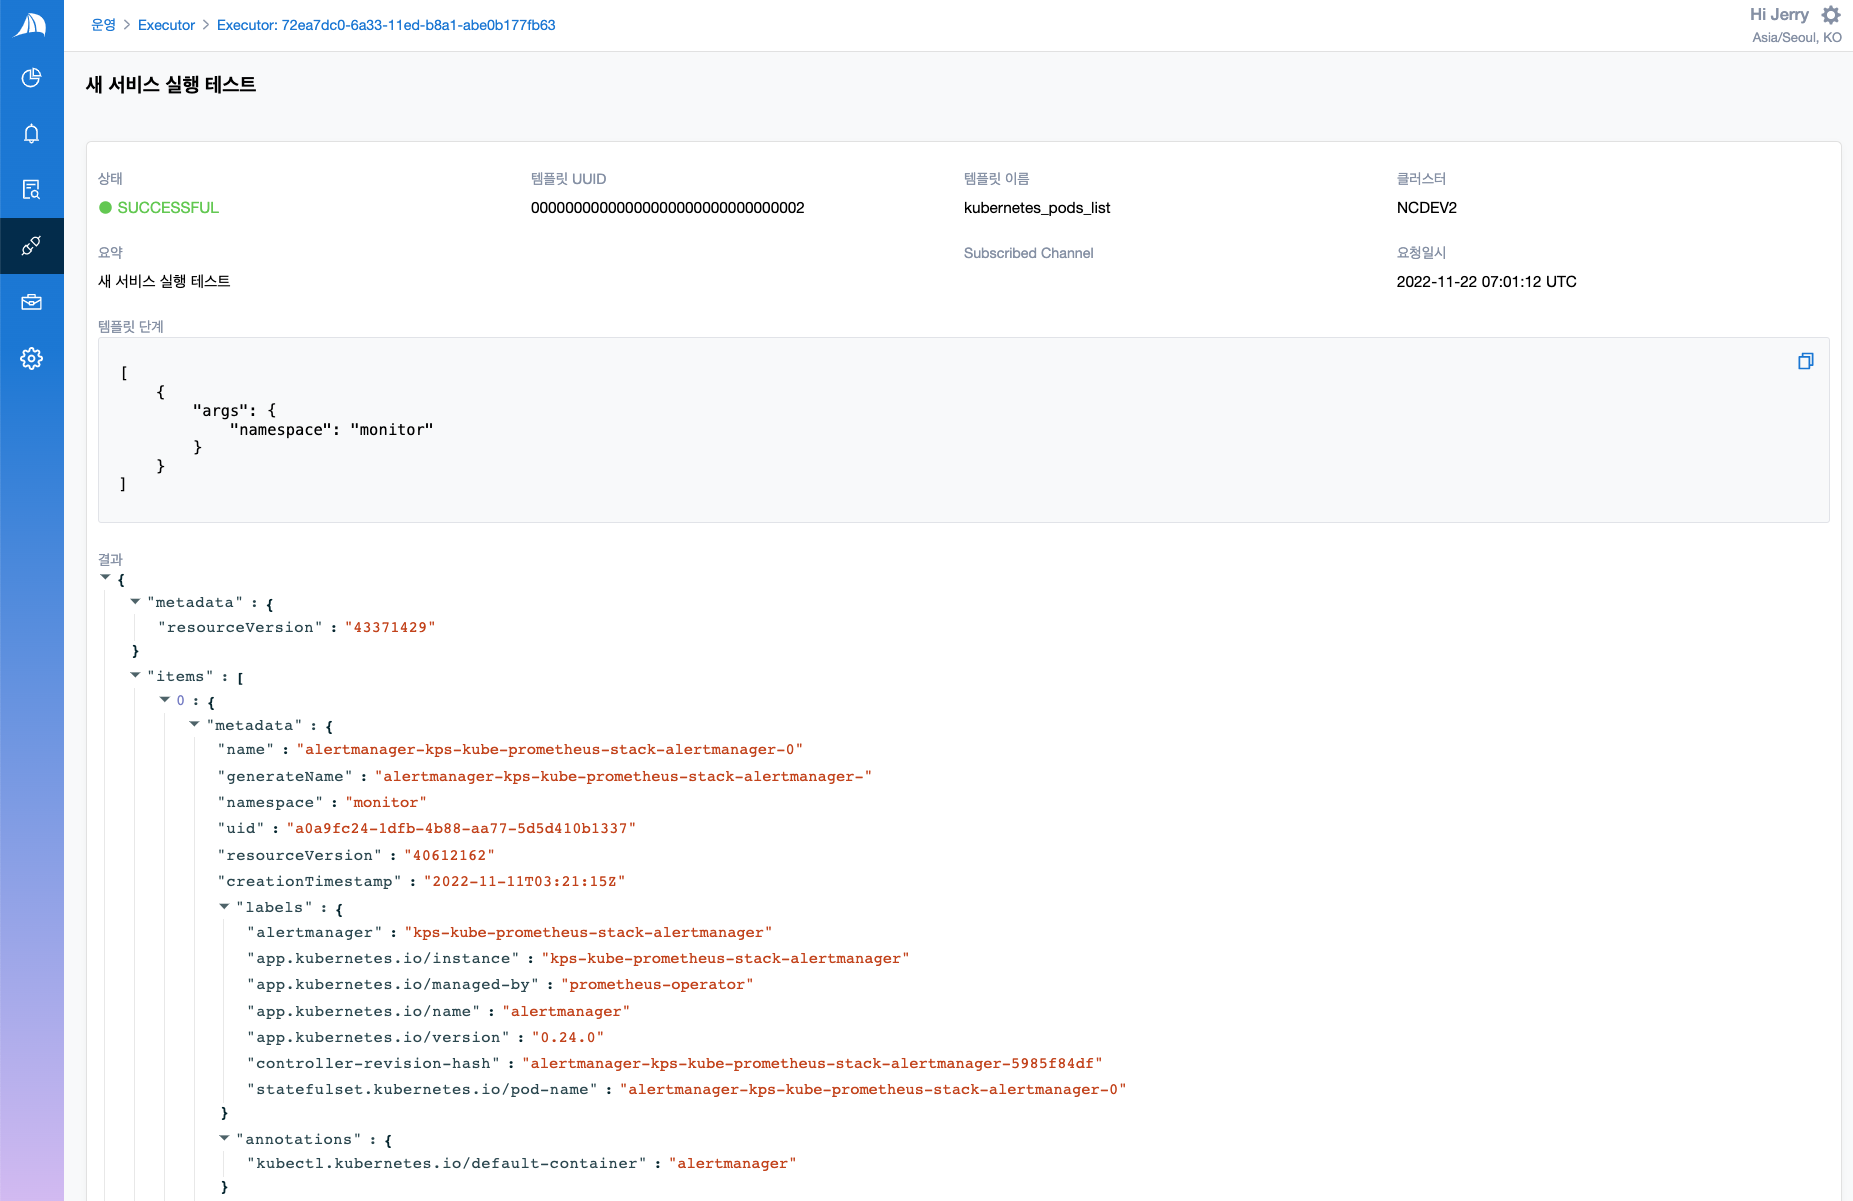 운영 > Executor > Executor: 72ea7dc0-6a33-11ed-b8a1-abe0b177fb63
Hi Jerry
Asia/Seoul, KO
새 서비스 실행 테스트
상태
템플릿 UUID
템플릿 이름
클러스터
SUCCESSFUL
00000000000000000000000000000002
kubernetes_pods_list
NCDEV2
요약
Subscribed Channel
요청일시
새 서비스 실행 테스트
2022-11-22 07:01:12 UTC
템플릿 단계
[
{
"args": {
"namespace": "monitor"
}
}
]
결과
{
"metadata" : {
"resourceVersion" : "43371429"
}
"items" : [
0 : {
"metadata" : {
"name" : "alertmanager-kps-kube-prometheus-stack-alertmanager-0"
"generateName" : "alertmanager-kps-kube-prometheus-stack-alertmanager-"
"namespace" : "monitor"
"uid" : "a0a9fc24-1dfb-4b88-aa77-5d5d410b1337"
"resourceVersion" : "40612162"
"creationTimestamp" : "2022-11-11T03:21:15Z"
"labels" : {
"alertmanager" : "kps-kube-prometheus-stack-alertmanager"
"app.kubernetes.io/instance" : "kps-kube-prometheus-stack-alertmanager"
"app.kubernetes.io/managed-by" : "prometheus-operator"
"app.kubernetes.io/name" : "alertmanager"
"app.kubernetes.io/version" : "0.24.0"
"controller-revision-hash" : "alertmanager-kps-kube-prometheus-stack-alertmanager-5985f84df"
"statefulset.kubernetes.io/pod-name" : "alertmanager-kps-kube-prometheus-stack-alertmanager-0"
}
"annotations" : {
"kubectl.kubernetes.io/default-container" : "alertmanager"
}